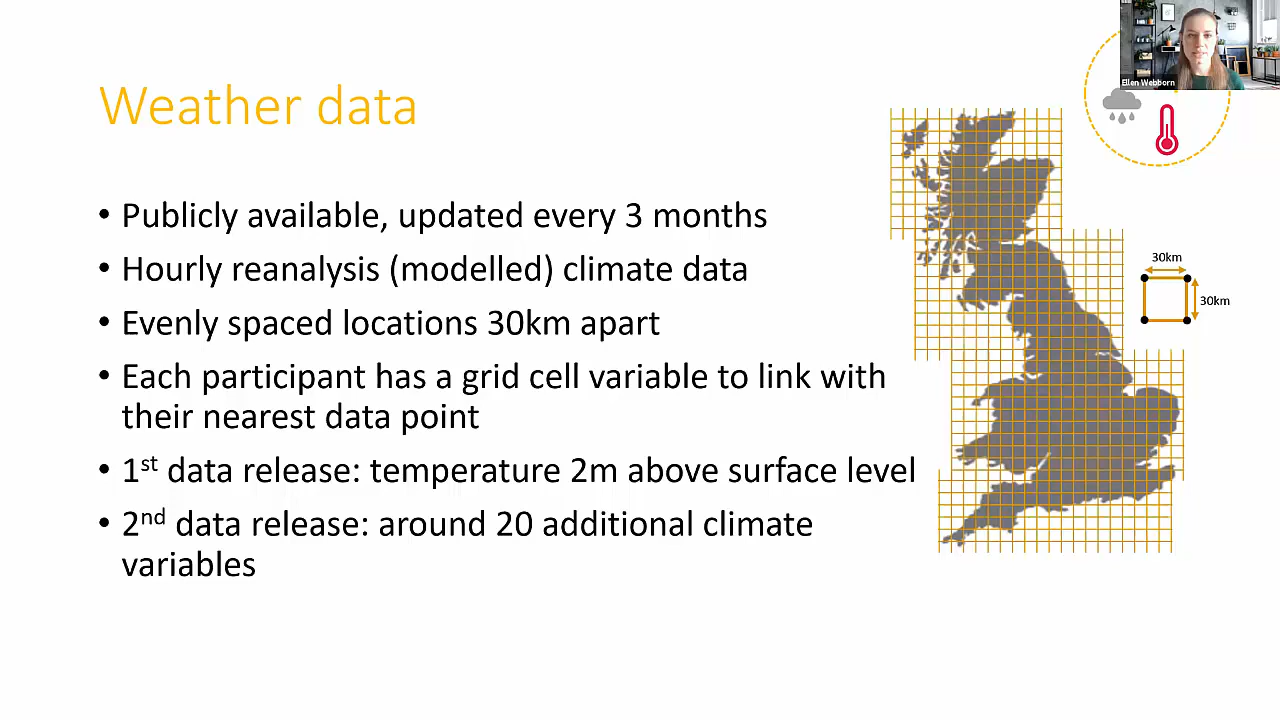 Ellen Webborn
Weather data
• Publicly available, updated every 3 months
• Hourly reanalysis (modelled) climate data
• Evenly spaced locations 30km apart
• Each participant has a grid cell variable to link with
their nearest data point
• 1st data release: temperature 2m above surface level
• 2nd data release: around 20 additional climate
variables
30km
30km